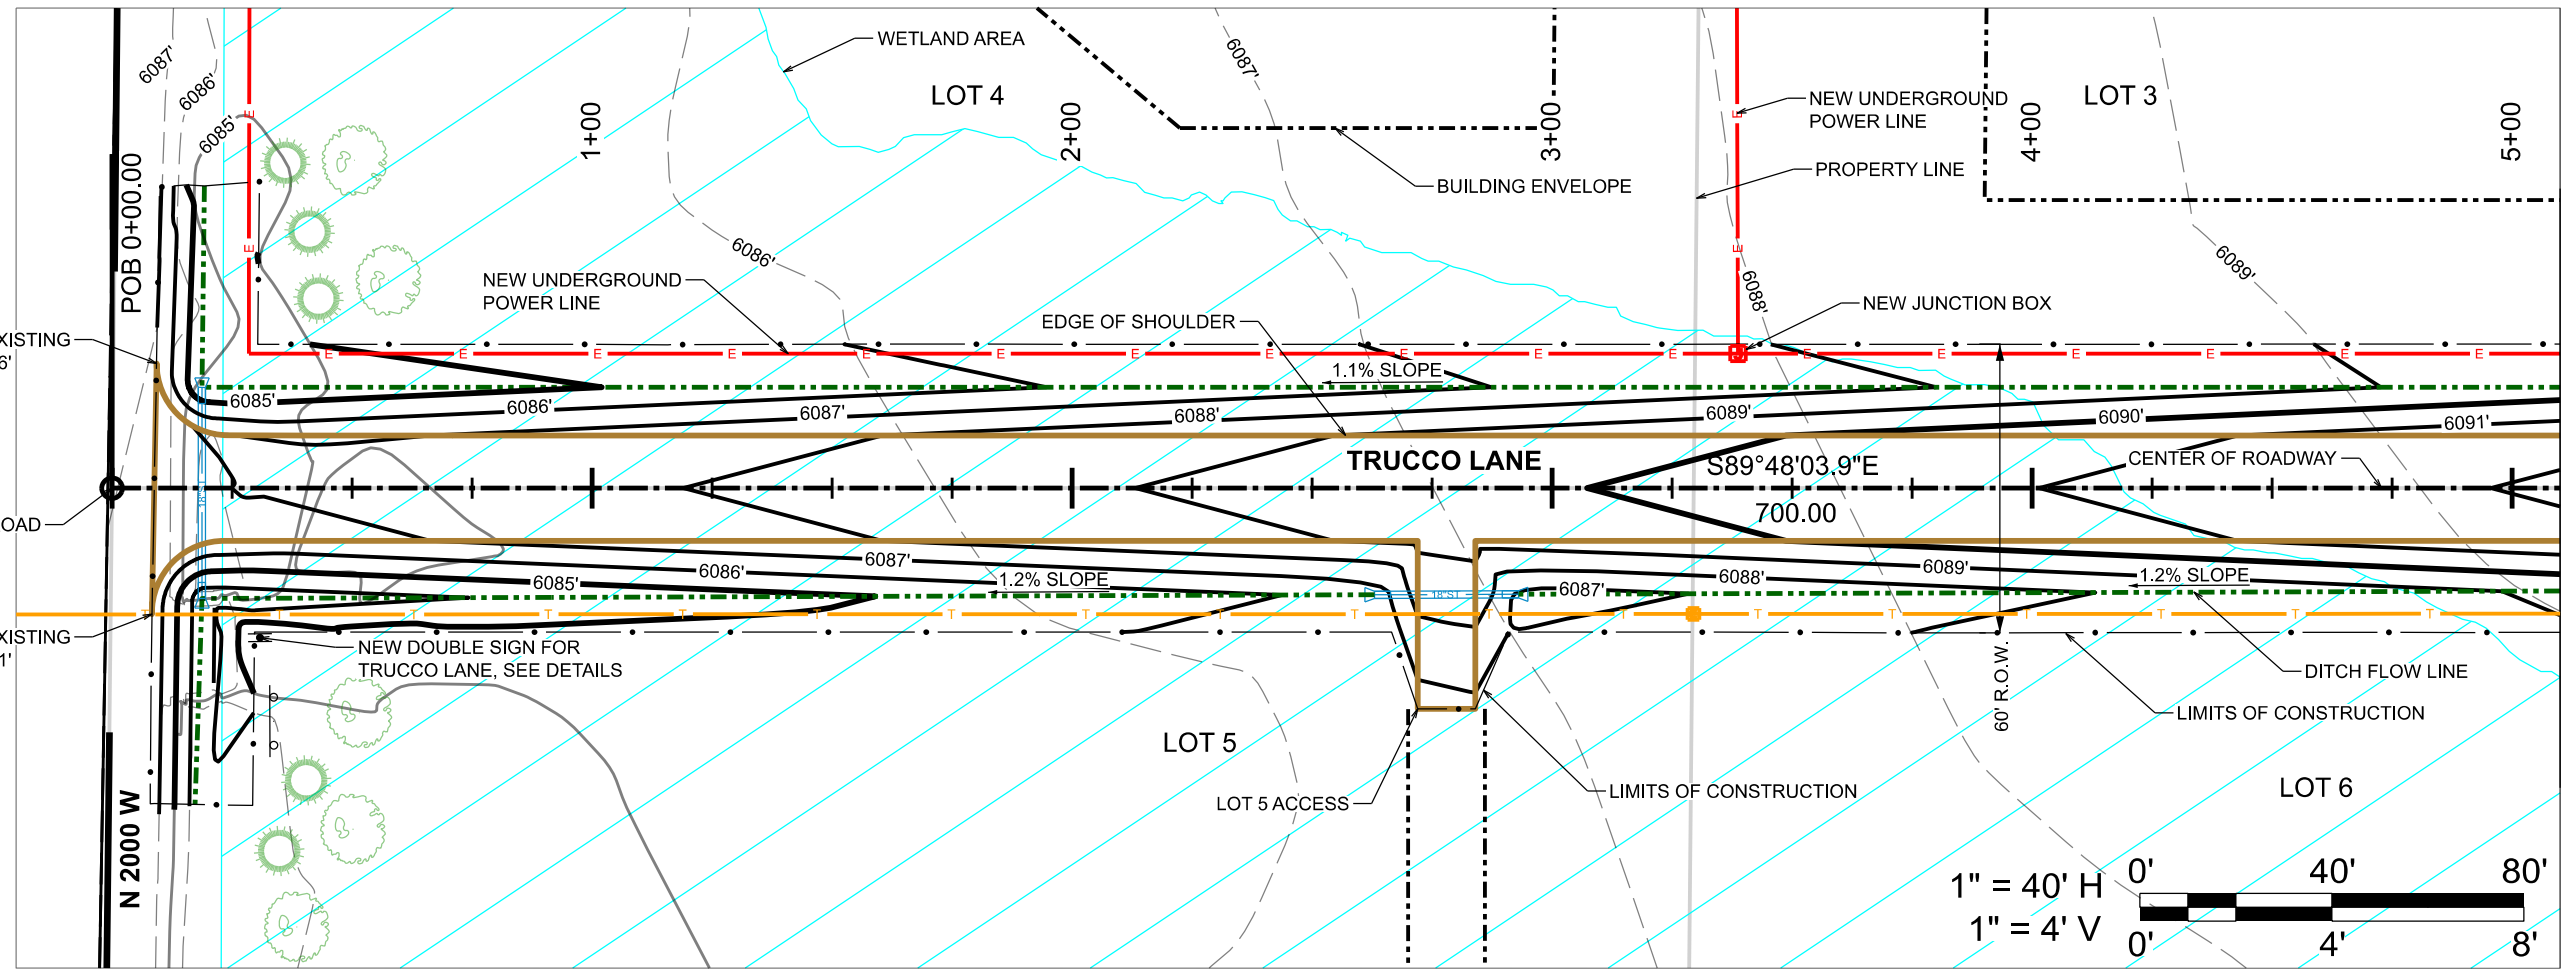 WETLAND AREA
LOT 4
6087'
6086'
6085'
6087'
NEW UNDERGROUND
POWER LINE
LOT 3
1+00
2+00
3+00
4+00
5+00
PROPERTY LINE
BUILDING ENVELOPE
POB 0+00.00
6086'
6089'
NEW UNDERGROUND
POWER LINE
6088'
NEW JUNCTION BOX
EDGE OF SHOULDER
XISTING
6'
E E E E E E E E E E E E E E E E E
E E E E
1.1% SLOPE
6085'
6086'
6087'
6088'
6089'
6090'
6091'
TRUCCO LANE
S89°48'03.9"E
CENTER OF ROADWAY
700.00
OAD
18"ST
6085'
6086'
6087'
1.2% SLOPE
18"ST
6087'
6088'
6089'
1.2% SLOPE
T T T T T T T T T T T T T T T T T
XISTING
1'
NEW DOUBLE SIGN FOR
TRUCCO LANE, SEE DETAILS
60' R.O.W.
DITCH FLOW LINE
LIMITS OF CONSTRUCTION
LOT 5
LOT 5 ACCESS
LIMITS OF CONSTRUCTION
LOT 6
N 2000 W
1" = 40' H
1" = 4' V
0' 40' 80'
0' 4' 8'